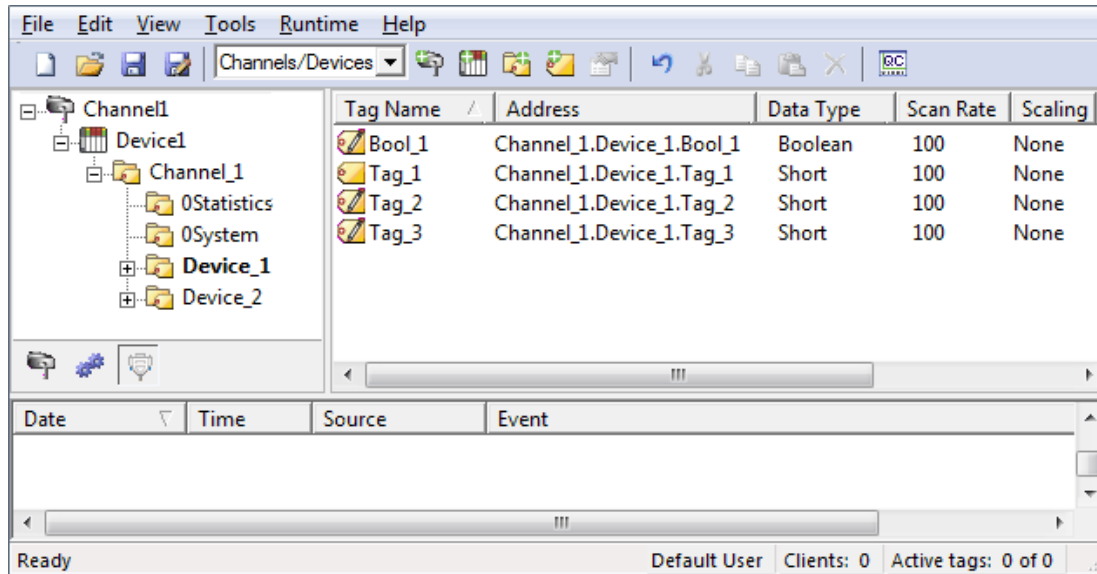 File Edit View Tools Runtime Help
Channels/Devices
QC
Channel1
Device1
Channel_1
0Statistics
0System
Device_1
Device_2
Tag Name Address Data Type Scan Rate Scaling
Bool_1 Channel_1.Device_1.Bool_1 Boolean 100 None
Tag_1 Channel_1.Device_1.Tag_1 Short 100 None
Tag_2 Channel_1.Device_1.Tag_2 Short 100 None
Tag_3 Channel_1.Device_1.Tag_3 Short 100 None
Date Time Source Event
Ready Default User Clients: 0 Active tags: 0 of 0